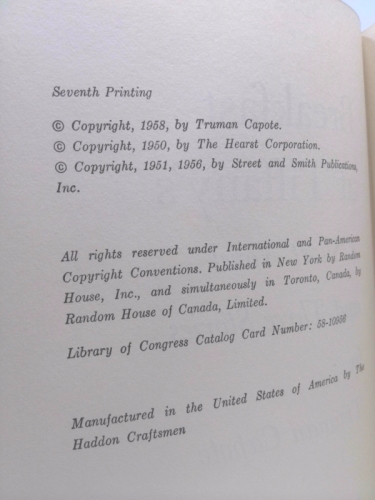 Seventh Printing
© Copyright, 1958, by Truman Capote.
© Copyright, 1950, by The Hearst Corporation.
© Copyright, 1951, 1956, by Street and Smith Publications,
Inc.
All rights reserved under International and Pan-American
Copyright Conventions. Published in New York by Random
House, Inc., and simultaneously in Toronto, Canada, by
Random House of Canada, Limited.
Library of Congress Catalog Card Number: 58-10956
Manufactured in the United States of America by The
Haddon Craftsmen